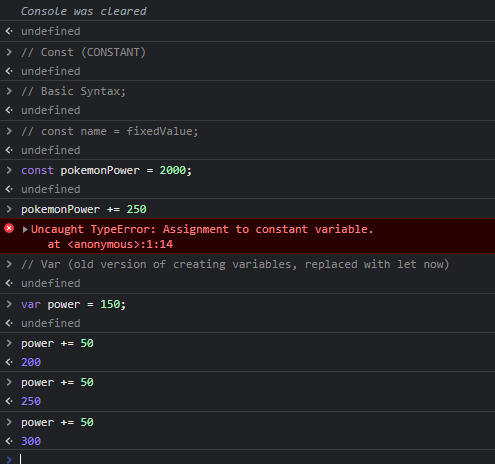 Console was cleared
undefined
// Const (CONSTANT)
undefined
// Basic Syntax;
undefined
// const name = fixedValue;
undefined
const pokemonPower = 2000;
undefined
pokemonPower += 250
Uncaught TypeError: Assignment to constant variable.
at <anonymous>:1:14
// Var (old version of creating variables, replaced with let now)
undefined
var power = 150;
undefined
power += 50
200
power += 50
250
power += 50
300